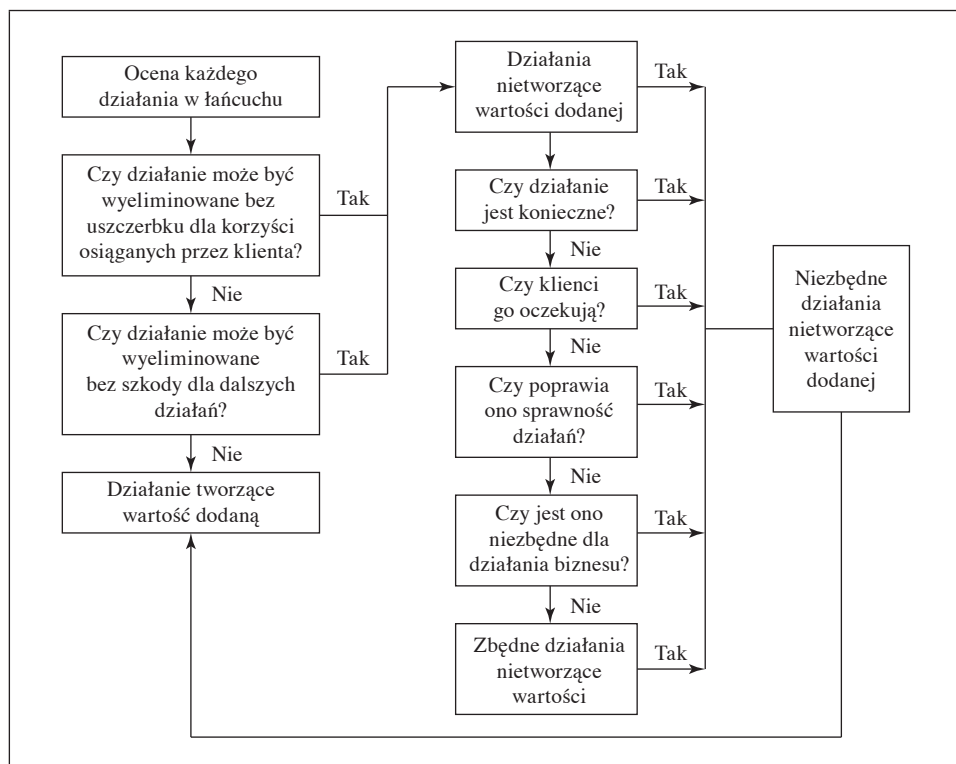 Ocena każdego
działania w łańcuchu
Czy działanie może być
wyeliminowane bez
uszczerbku dla korzyści
osiąganych przez klienta?
Tak
Nie
Czy działanie może być
wyeliminowane
bez szkody dla dalszych
działań?
Tak
Nie
Działanie tworzące
wartość dodaną
Działania
nietworzące
wartości dodanej
Tak
Czy działanie
jest konieczne?
Tak
Nie
Czy klienci
go oczekują?
Tak
Nie
Czy poprawia
ono sprawność
działań?
Tak
Nie
Czy jest ono
niezbędne dla
działania biznesu?
Tak
Nie
Zbędne działania
nietworzące
wartości
Tak
Niezbędne
działania
nietworzące
wartości
dodanej